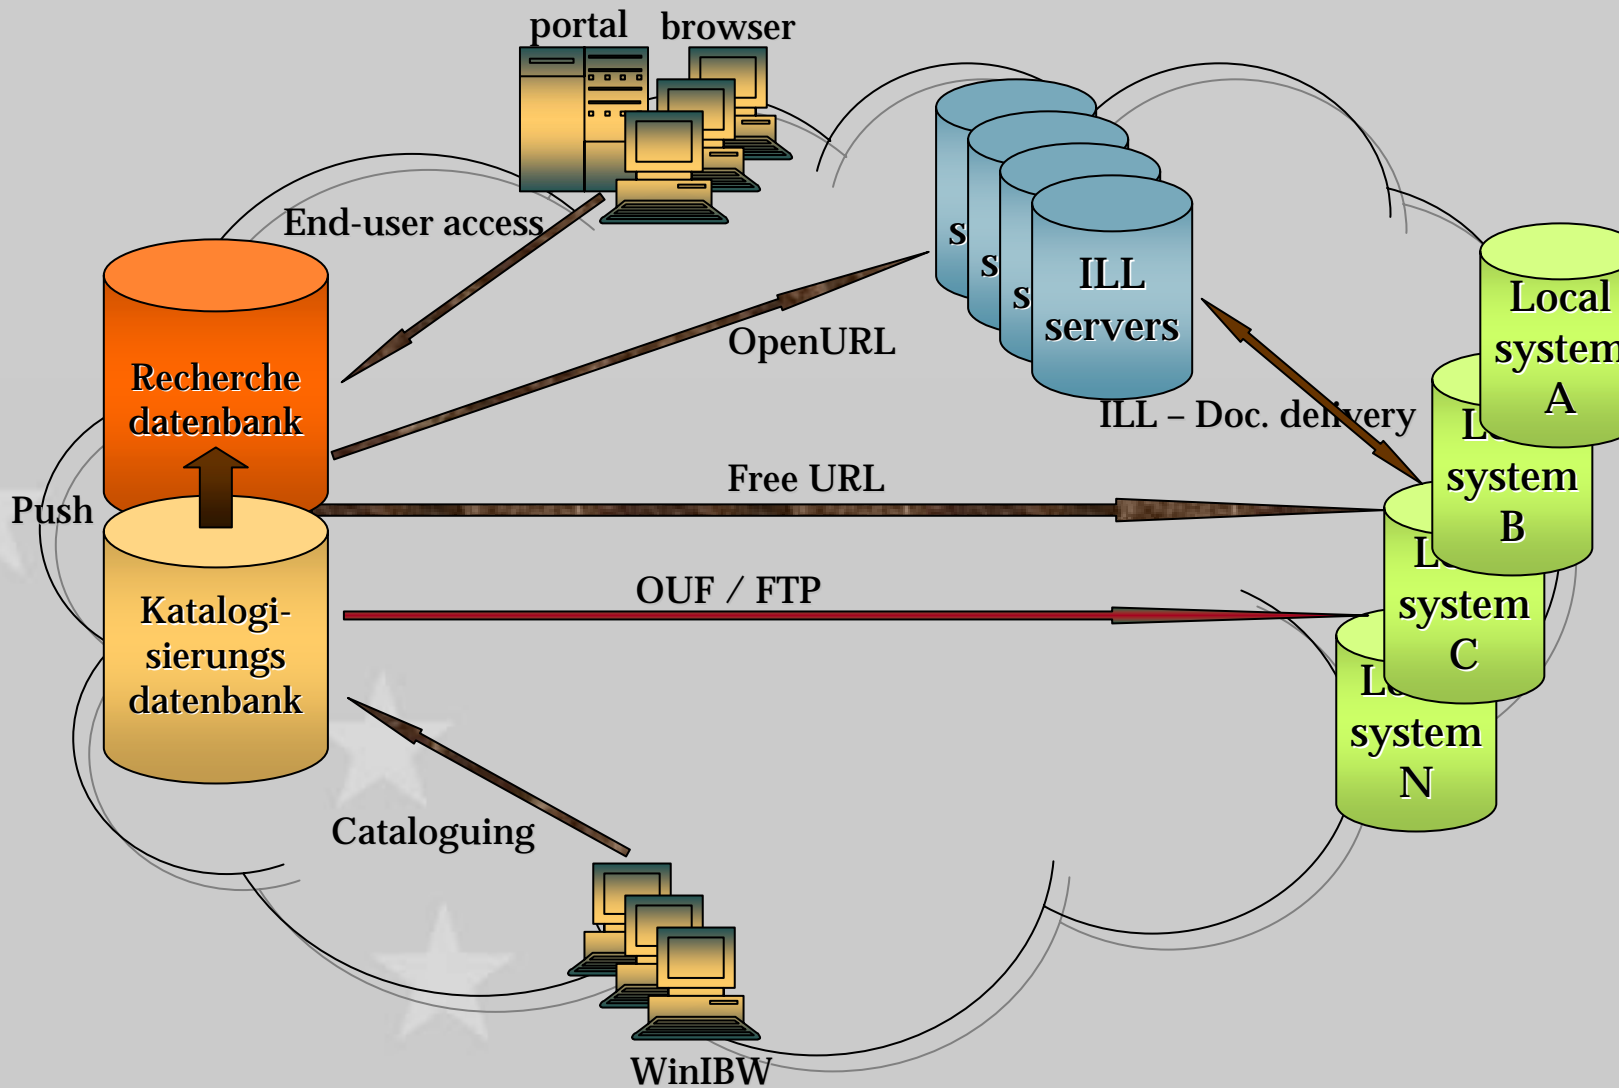 portal browser
End-user access
Recherche
datenbank
Push
Katalogi-
sierungs
datenbank
OpenURL
ILL
servers
s
s
s
ILL – Doc. delivery
Free URL
OUF / FTP
Cataloguing
WinIBW
Local
system
A
system
B
system
C
system
N